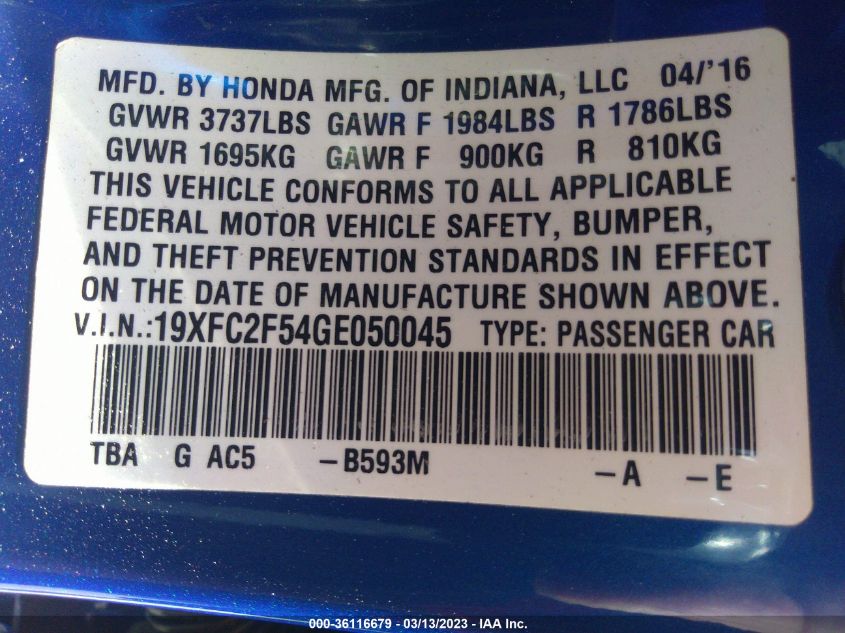 MFD. BY HONDA MFG. OF INDIANA, LLC 04/'16
GVWR 3737LBS GAWR F 1984LBS R 1786LBS
GVWR 1695KG GAWR F 900KG R 810KG
THIS VEHICLE CONFORMS TO ALL APPLICABLE
FEDERAL MOTOR VEHICLE SAFETY, BUMPER,
AND THEFT PREVENTION STANDARDS IN EFFECT
ON THE DATE OF MANUFACTURE SHOWN ABOVE.
V.I.N.:19XFC2F54GE050045 TYPE: PASSENGER CAR
TBA G AC5 -B593M -A -E
000-36116679 - 03/13/2023 - IAA Inc.